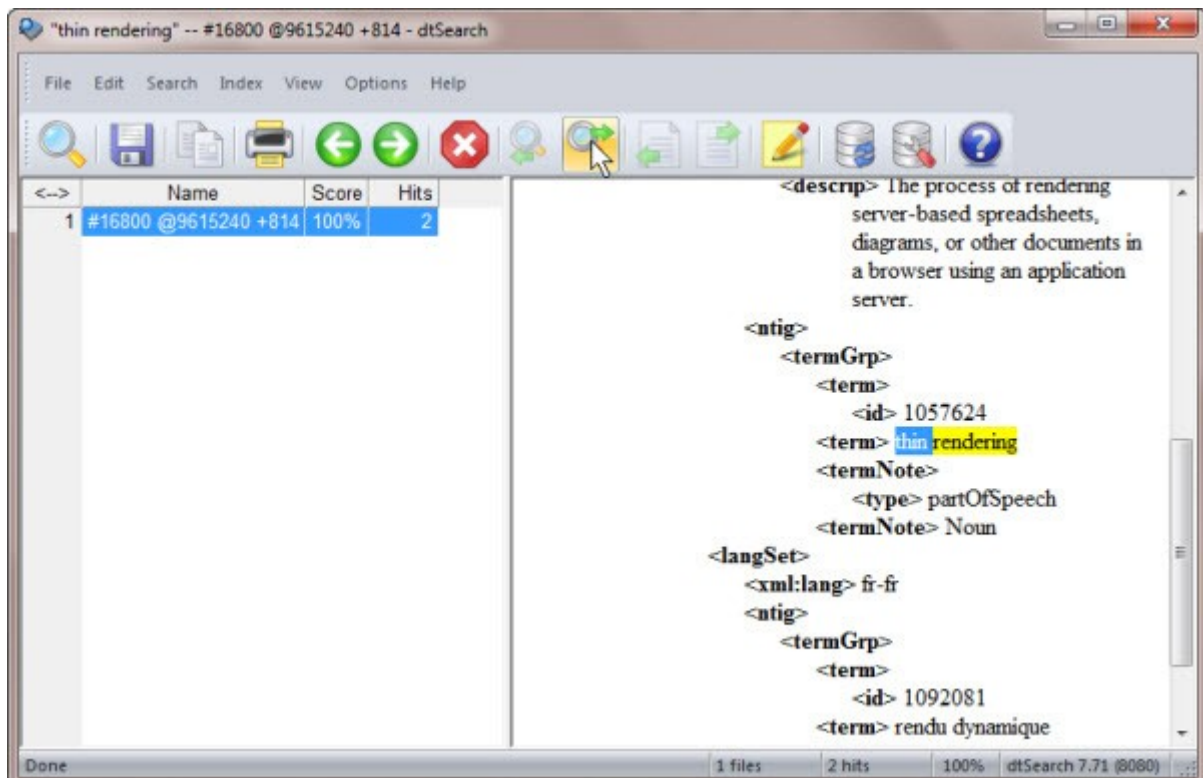 "thin rendering" -- #16800 @9615240 +814 - dtSearch
File Edit Search Index View Options Help
<--> Name Score Hits
1 #16800 @9615240 +814 100% 2
<descrip> The process of rendering
server-based spreadsheets,
diagrams, or other documents in
a browser using an application
server.
<ntig>
<termGrp>
<term>
<id> 1057624
<term> thin rendering
<termNote>
<type> partOfSpeech
<termNote> Noun
<langSet>
<xml:lang> fr-fr
<ntig>
<termGrp>
<term>
<id> 1092081
<term> rendu dynamique
Done 1 files 2 hits 100% dtSearch 7.71 (8080)